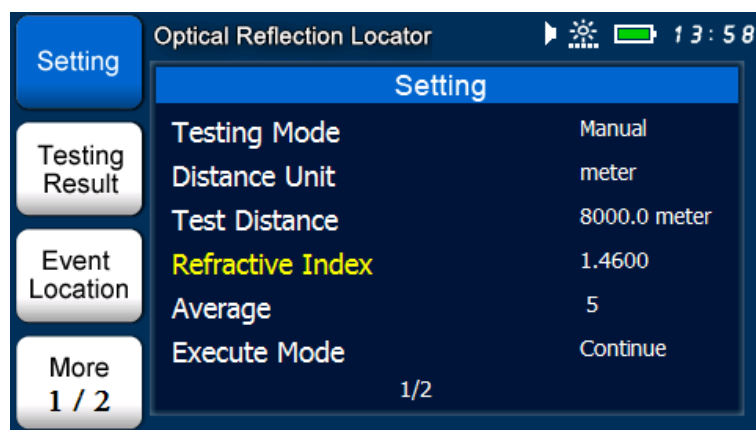 Setting
Optical Reflection Locator
13:58
Setting
Testing Mode Manual
Distance Unit meter
Test Distance 8000.0 meter
Refractive Index 1.4600
Average 5
Execute Mode Continue
1/2
Testing
Result
Event
Location
More
1 / 2